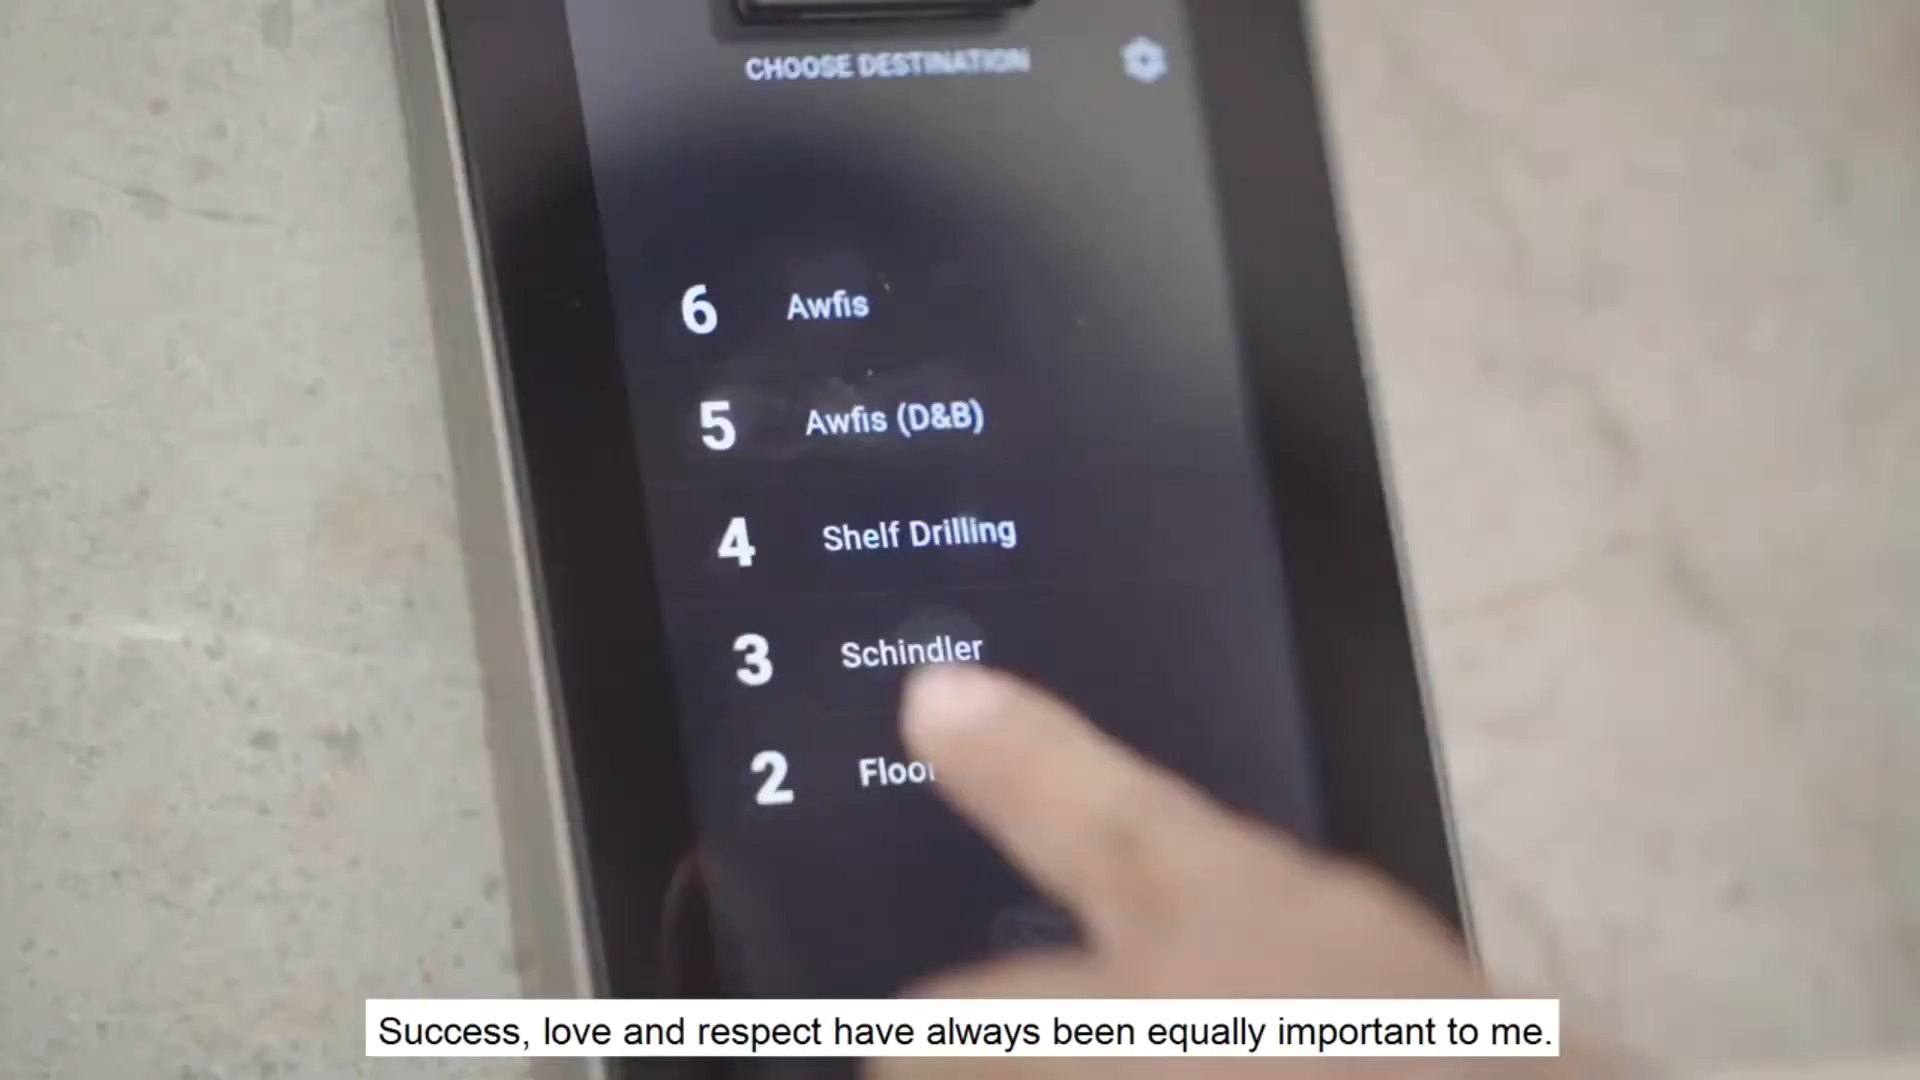 CHOOSE DESTINATION
6 Awfis
5 Awfis (D&B)
4 Shelf Drilling
3 Schindler
2 Floor
Success, love and respect have always been equally important to me.